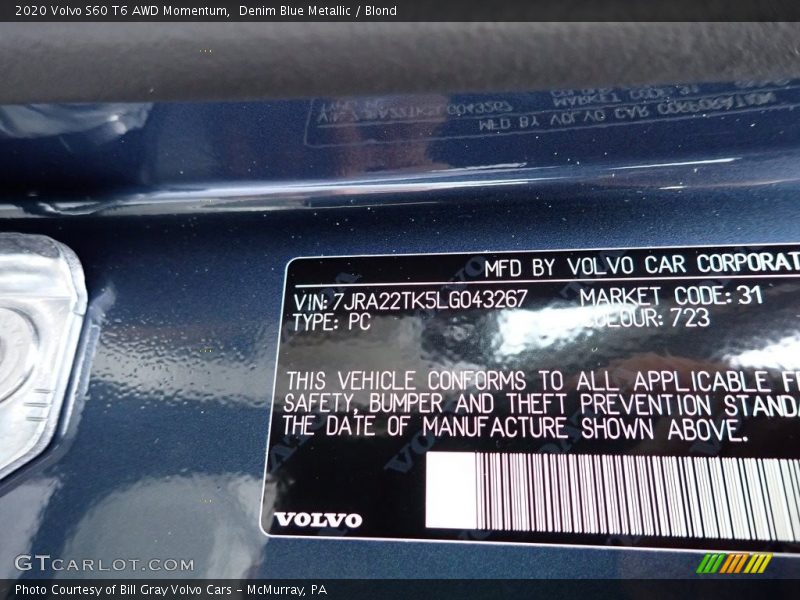 2020 Volvo S60 T6 AWD Momentum, Denim Blue Metallic / Blond
MFD BY VOLVO CAR CORPORAT
VIN: 7JRA22TK5LG043267 MARKET CODE: 31
TYPE: PC COLOUR: 723
THIS VEHICLE CONFORMS TO ALL APPLICABLE F
SAFETY, BUMPER AND THEFT PREVENTION STANDA
THE DATE OF MANUFACTURE SHOWN ABOVE.
VOLVO
GTCARLOT.COM
Photo Courtesy of Bill Gray Volvo Cars – McMurray, PA